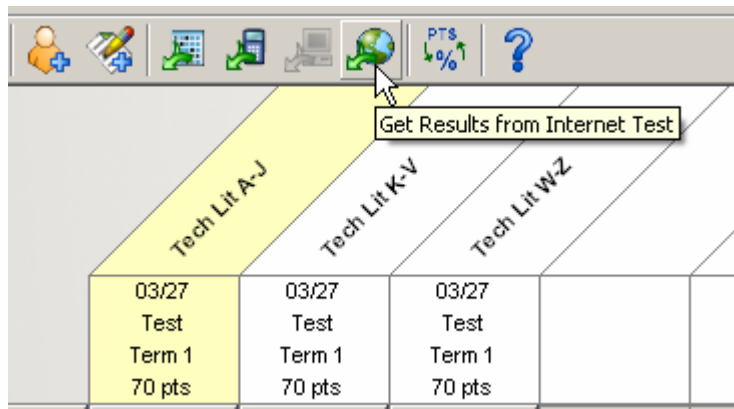 PTS
%
?
Get Results from Internet Test
Tech Lit A-J
Tech Lit K-V
Tech Lit W-Z
03/27
Test
Term 1
70 pts
03/27
Test
Term 1
70 pts
03/27
Test
Term 1
70 pts